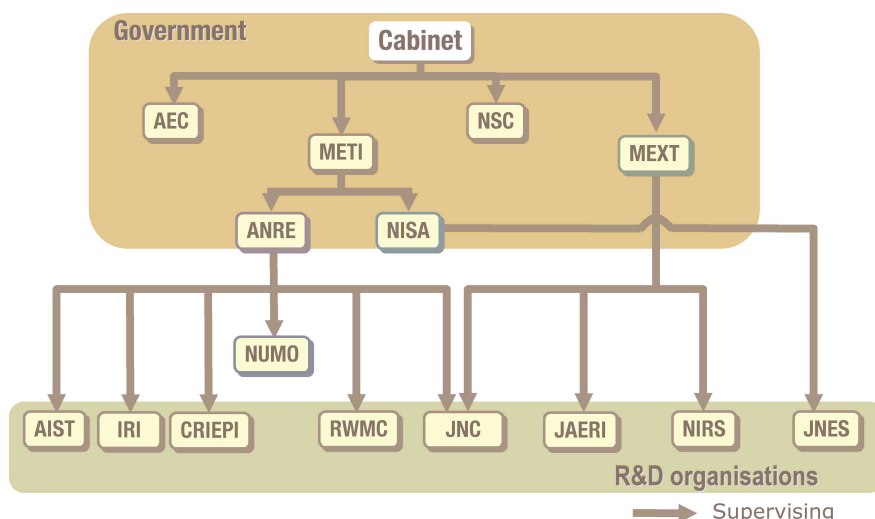 Government
Cabinet
AEC
NSC
METI
MEXT
ANRE
NISA
NUMO
AIST
IRI
CRIEPI
RWMC
JNC
JAERI
NIRS
JNES
R&D organisations
Supervising